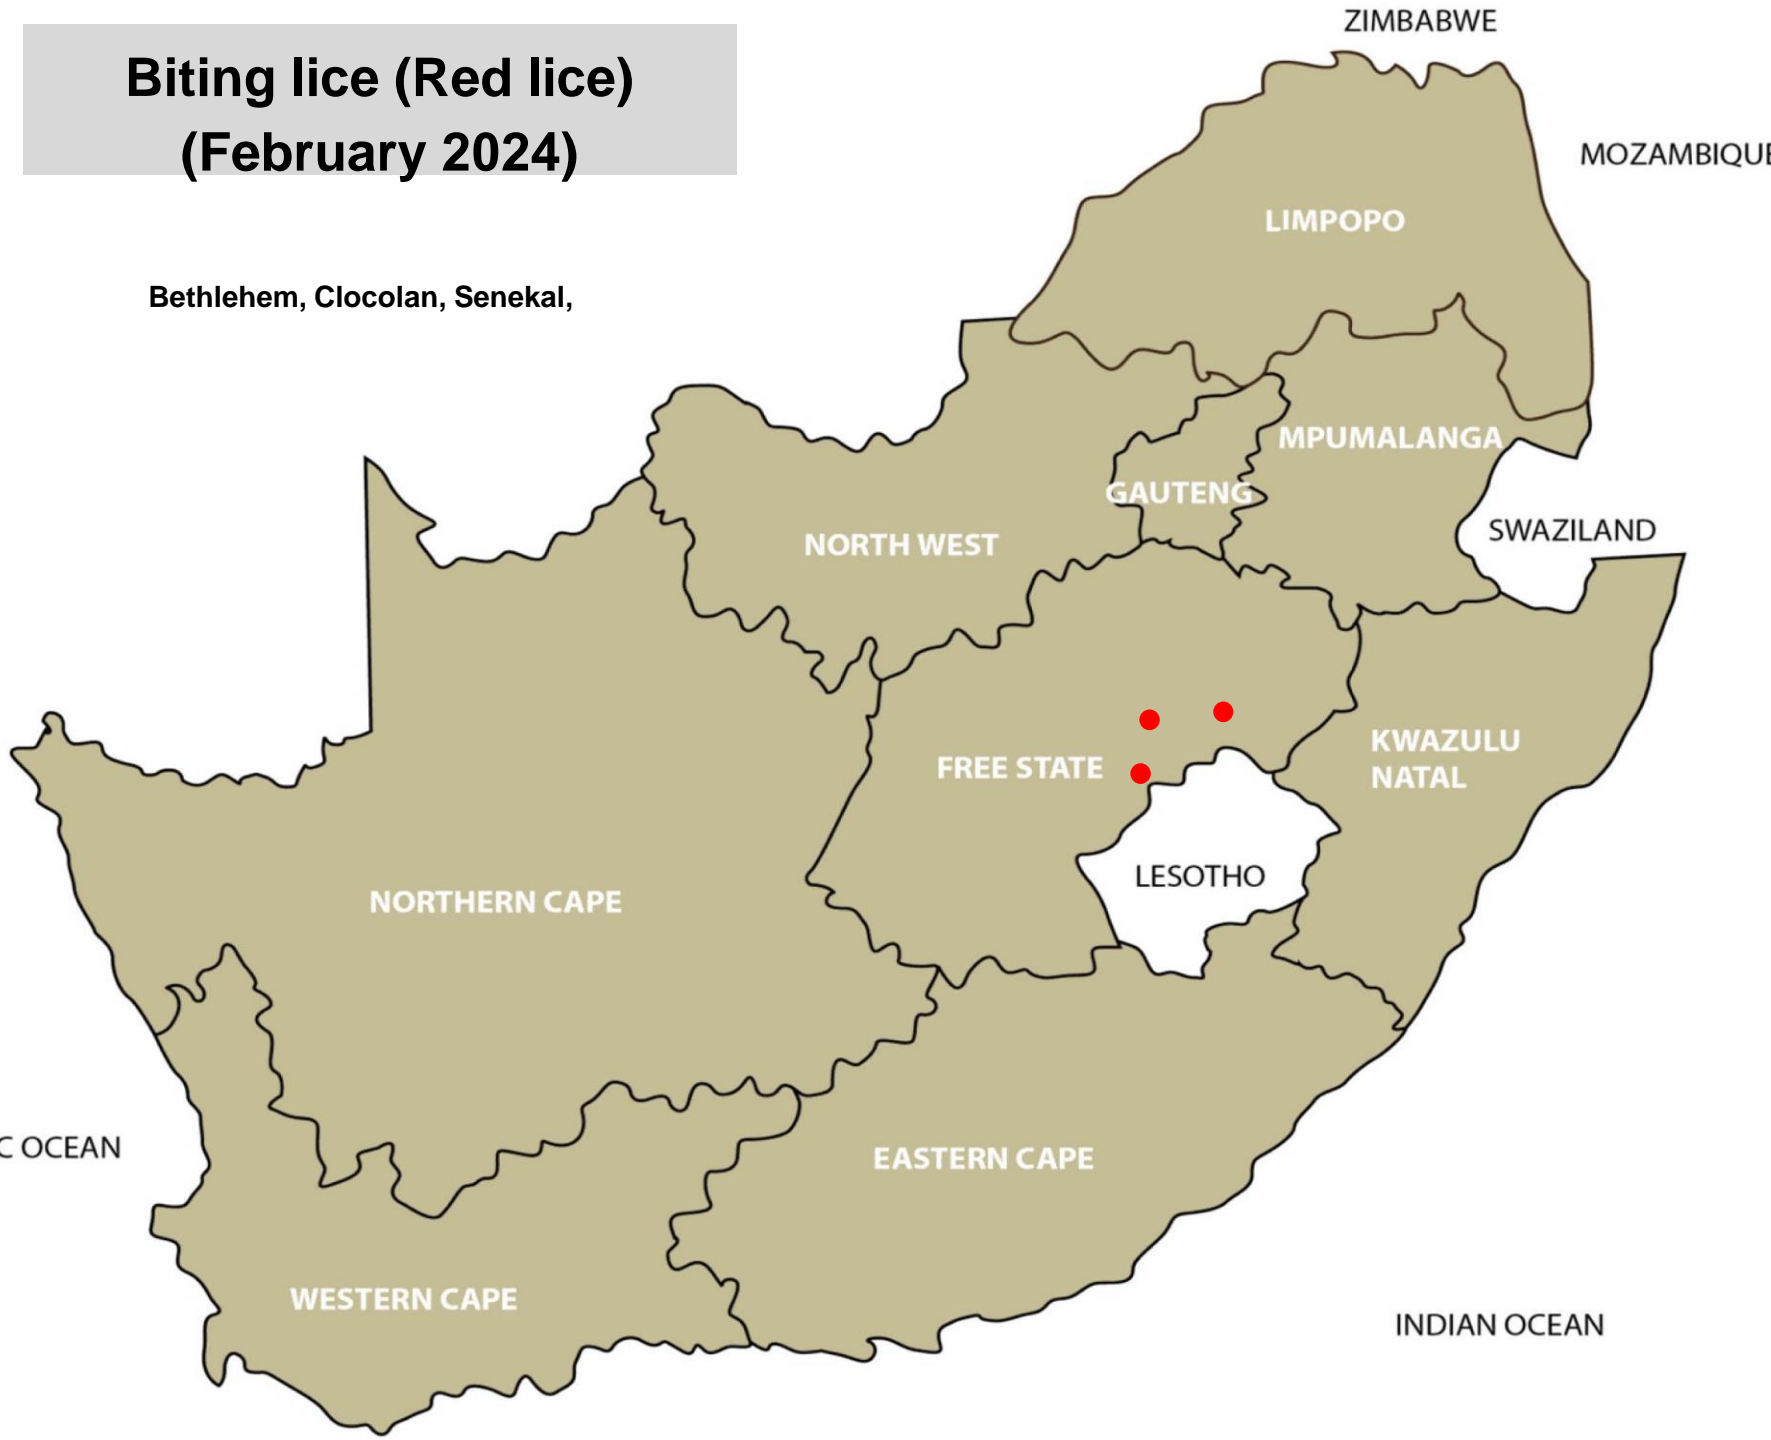 ZIMBABWE
Biting lice (Red lice)
(February 2024)
MOZAMBIQUE
LIMPOPO
Bethlehem, Clocolan, Senekal,
MPUMALANGA
GAUTENG
SWAZILAND
NORTH WEST
KWAZULU
NATAL
FREE STATE
LESOTHO
NORTHERN CAPE
C OCEAN
EASTERN CAPE
WESTERN CAPE
INDIAN OCEAN